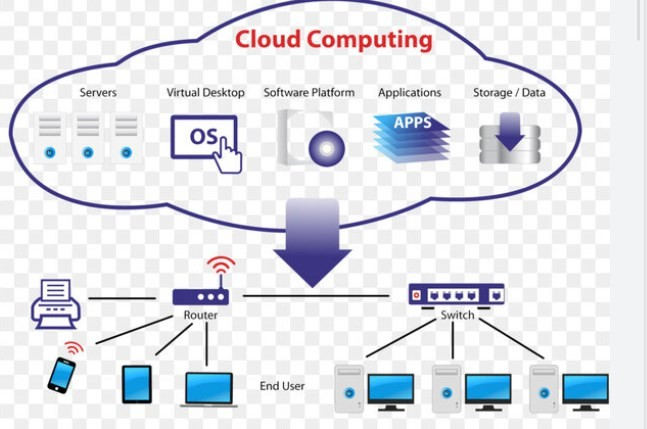 Cloud Computing
Servers
Virtual Desktop
Software Platform
Applications
Storage / Data
OS
APPS
Router
Switch
End User